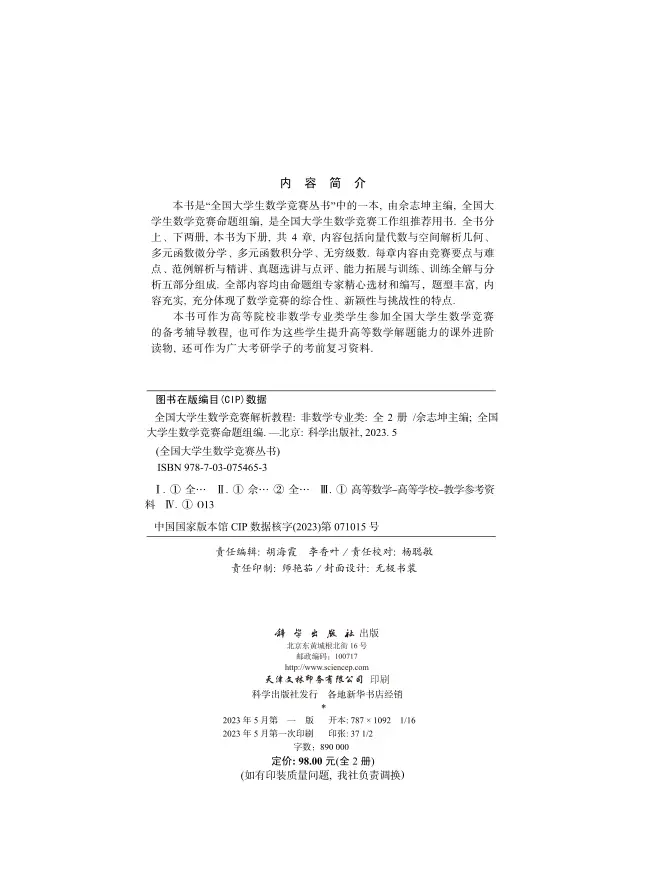 内 容 简 介
本书是“全国大学生数学竞赛丛书”中的一本, 由佘志坤主编, 全国大
学生数学竞赛命题组编, 是全国大学生数学竞赛工作组推荐用书. 全书分
上、下两册, 本书为下册, 共 4 章, 内容包括向量代数与空间解析几何、
多元函数微分学、多元函数积分学、无穷级数. 每章内容由竞赛要点与难
点、范例解析与精讲、真题选讲与点评、能力拓展与训练、训练全解与分
析五部分组成. 全部内容均由命题组专家精心选材和编写, 题型丰富, 内
容充实, 充分体现了数学竞赛的综合性、新颖性与挑战性的特点.
本书可作为高等院校非数学专业类学生参加全国大学生数学竞赛
的备考辅导教程, 也可作为这些学生提升高等数学解题能力的课外进阶
读物, 还可作为广大考研学子的考前复习资料.
图书在版编目(CIP)数据
全国大学生数学竞赛解析教程: 非数学专业类: 全 2 册 /佘志坤主编; 全国
大学生数学竞赛命题组编. —北京: 科学出版社, 2023. 5
(全国大学生数学竞赛丛书)
ISBN 978-7-03-075465-3
Ⅰ. ① 全… Ⅱ. ① 佘… ② 全… Ⅲ. ① 高等数学–高等学校–教学参考资
料 Ⅳ. ① O13
中国国家版本馆 CIP 数据核字(2023)第 071015 号
责任编辑: 胡海霞 李香叶 / 责任校对: 杨聪敏
责任印制: 师艳茹 / 封面设计: 无极书装
科学出版社 出版
北京东黄城根北街 16 号
邮政编码: 100717
http://www.sciencep.com
天津文林印务有限公司 印刷
科学出版社发行 各地新华书店经销
*
2023 年 5 月第 一 版 开本: 787 × 1092 1/16
2023 年 5 月第一次印刷 印张: 37 1/2
字数: 890 000
定价: 98.00 元(全 2 册)
(如有印装质量问题, 我社负责调换)